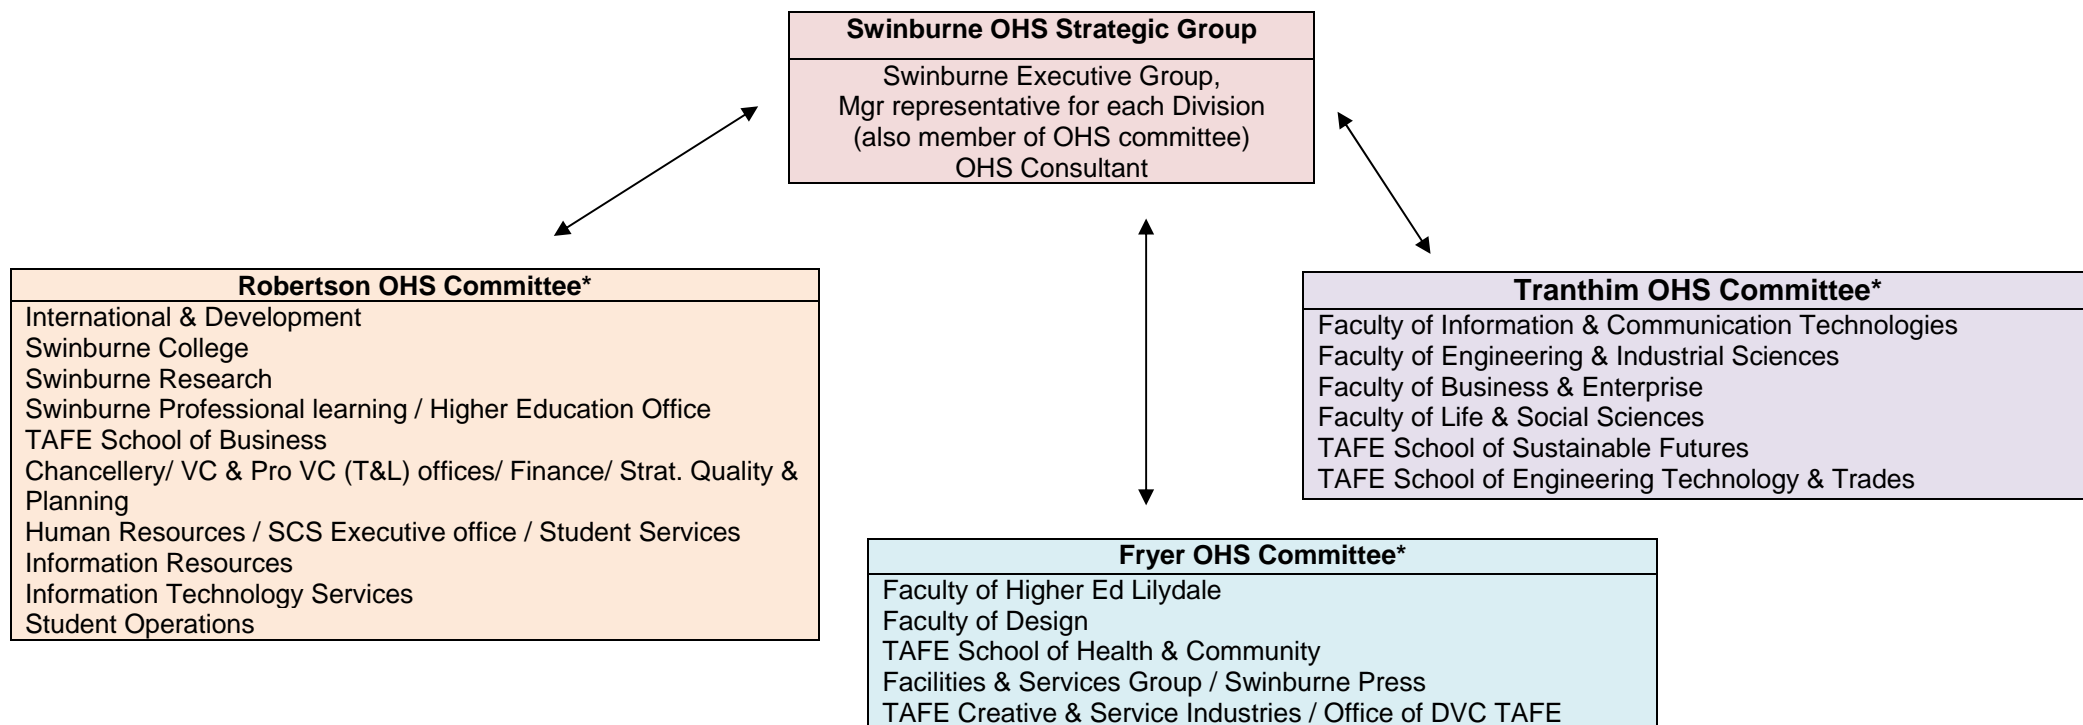 Swinburne OHS Strategic Group
Swinburne Executive Group,
Mgr representative for each Division
(also member of OHS committee)
OHS Consultant
Robertson OHS Committee*
International & Development
Swinburne College
Swinburne Research
Swinburne Professional learning / Higher Education Office
TAFE School of Business
Chancellery/ VC & Pro VC (T&L) offices/ Finance/ Strat. Quality &
Planning
Human Resources / SCS Executive office / Student Services
Information Resources
Information Technology Services
Student Operations
Tranthim OHS Committee*
Faculty of Information & Communication Technologies
Faculty of Engineering & Industrial Sciences
Faculty of Business & Enterprise
Faculty of Life & Social Sciences
TAFE School of Sustainable Futures
TAFE School of Engineering Technology & Trades
Fryer OHS Committee*
Faculty of Higher Ed Lilydale
Faculty of Design
TAFE School of Health & Community
Facilities & Services Group / Swinburne Press
TAFE Creative & Service Industries / Office of DVC TAFE